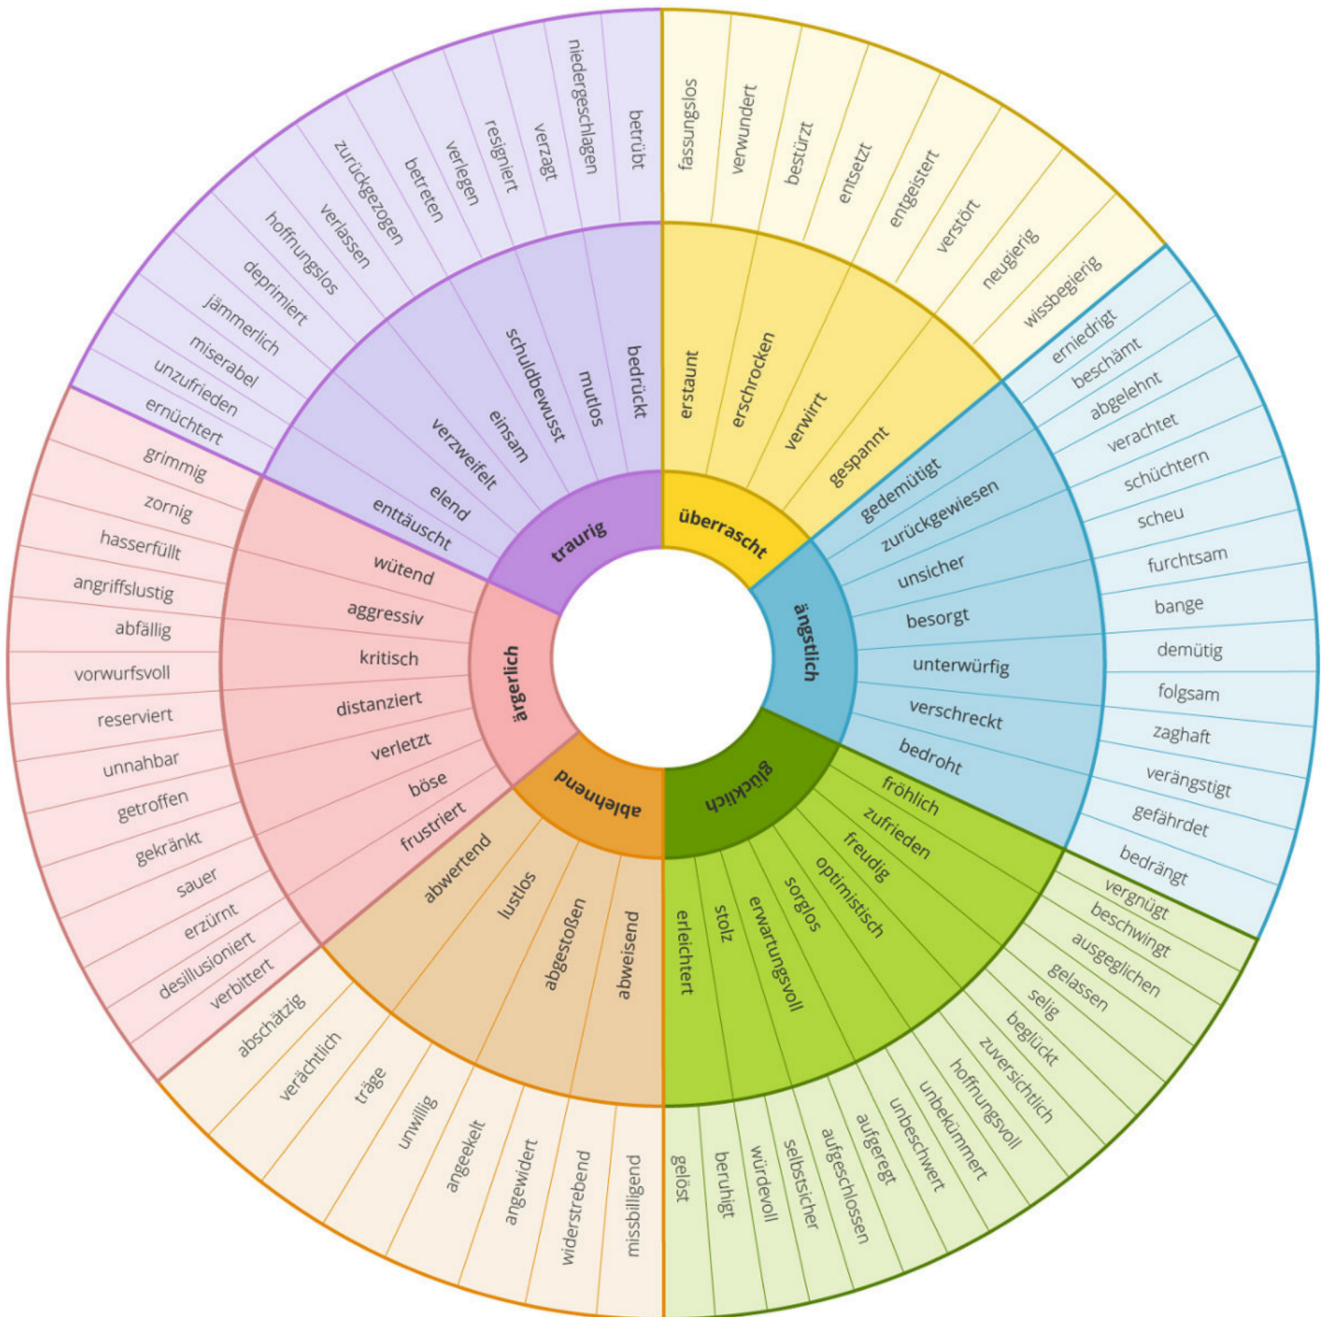 überrascht
erstaunt
fassungslos
verwundert
erschrocken
bestürzt
entsetzt
verwirrt
entgeistert
verstört
gespannt
neugierig
wissbegierig
ängstlich
gedemütigt
erniedrigt
beschämt
zurückgewiesen
abgelehnt
verachtet
unsicher
schüchtern
scheu
besorgt
furchtsam
bange
unterwürfig
demütig
folgsam
verschreckt
zaghaft
verängstigt
bedroht
gefährdet
bedrängt
glücklich
fröhlich
vergnügt
beschwingt
zufrieden
ausgeglichen
gelassen
freudig
selig
beglückt
optimistisch
zuversichtlich
hoffnungsvoll
sorglos
unbekümmert
unbeschwert
erwartungsvoll
aufgeregt
aufgeschlossen
stolz
selbstsicher
würdevoll
erleichtert
beruhigt
gelöst
ablehnend
abweisend
missbilligend
widerstrebend
abgestoßen
angewidert
angeekelt
lustlos
unwillig
träge
abwertend
verächtlich
abschätzig
ärgerlich
frustriert
verbittert
desillusioniert
böse
erzürnt
sauer
verletzt
gekränkt
getroffen
distanziert
unnahbar
reserviert
kritisch
vorwurfsvoll
abfällig
aggressiv
angriffslustig
hasserfüllt
wütend
zornig
grimmig
traurig
enttäuscht
ernüchtert
unzufrieden
elend
miserabel
jämmerlich
verzweifelt
deprimiert
hoffnungslos
einsam
verlassen
zurückgezogen
schuldbewusst
betreten
verlegen
mutlos
resigniert
verzagt
bedrückt
niedergeschlagen
betrübt